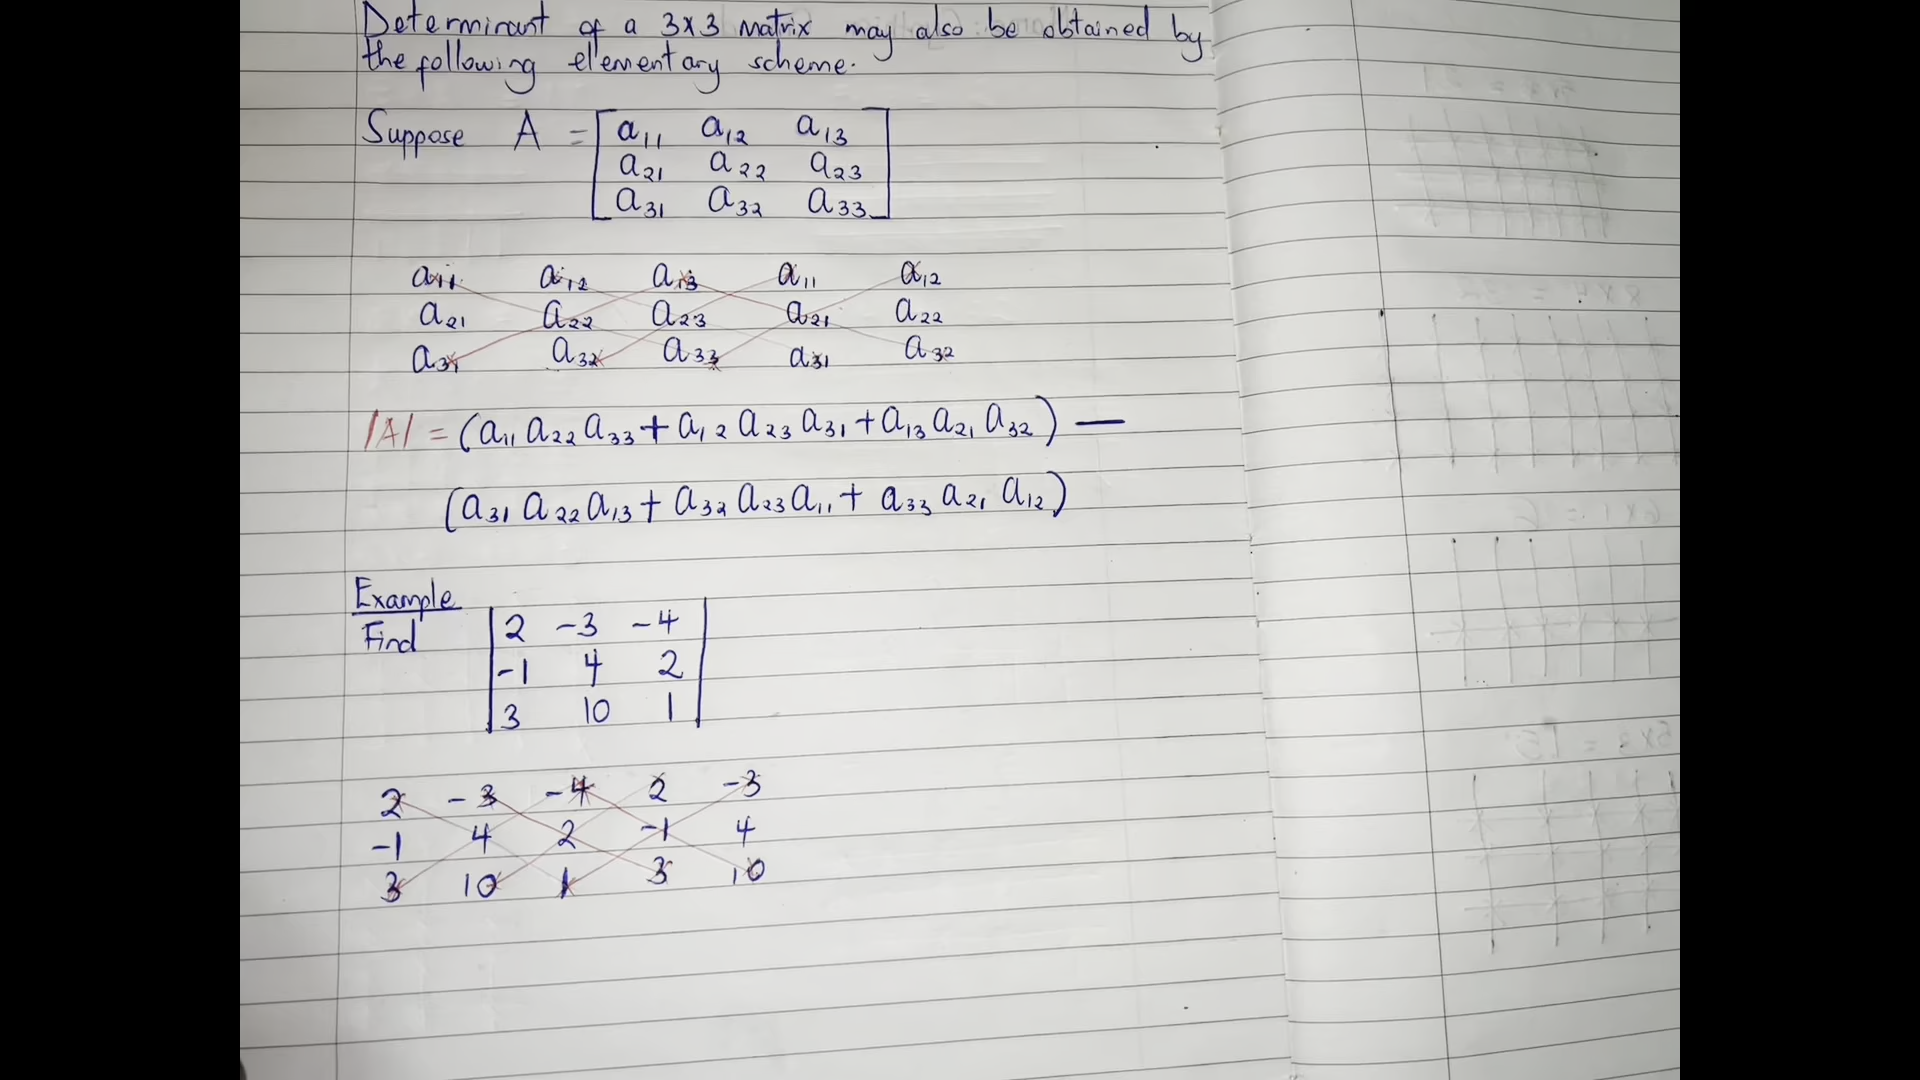 Determinant of a 3x3 matrix may also be obtained by
the following elementary scheme.
Suppose A = [a11 a12 a13
a21 a22 a23
a31 a32 a33]
a11 a12 a13 a11 a12
a21 a22 a23 a21 a22
a31 a32 a33 a31 a32
|A| = (a11 a22 a33 + a12 a23 a31 + a13 a21 a32) —
(a31 a22 a13 + a32 a23 a11 + a33 a21 a12)
Example
Find |2 -3 -4
-1 4 2
3 10 1|
2 -3 -4 2 -3
-1 4 2 -1 4
3 10 1 3 10